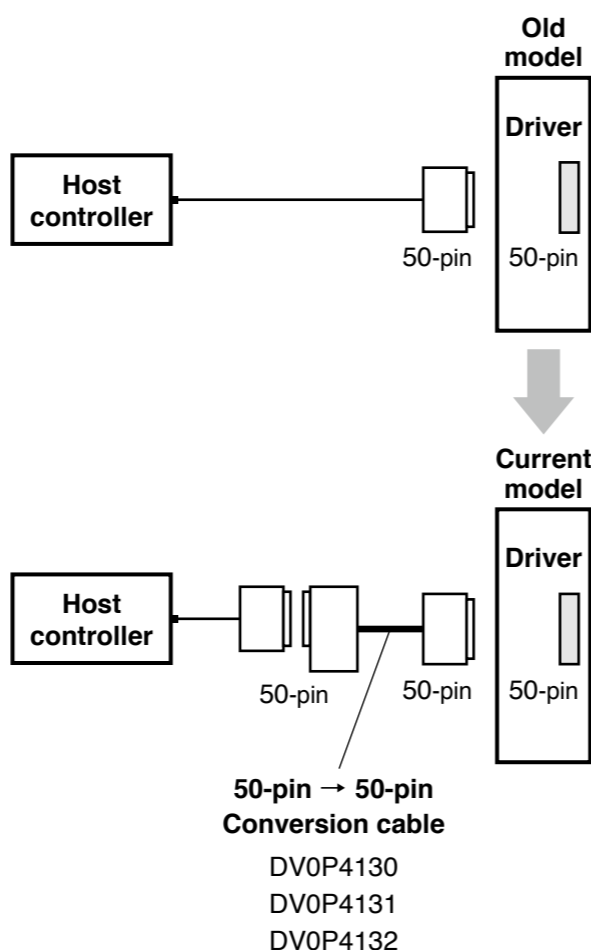 Old
model
Driver
Host
controller
50-pin
50-pin
Current
model
Driver
Host
controller
50-pin
50-pin
50-pin
50-pin → 50-pin
Conversion cable
DV0P4130
DV0P4131
DV0P4132